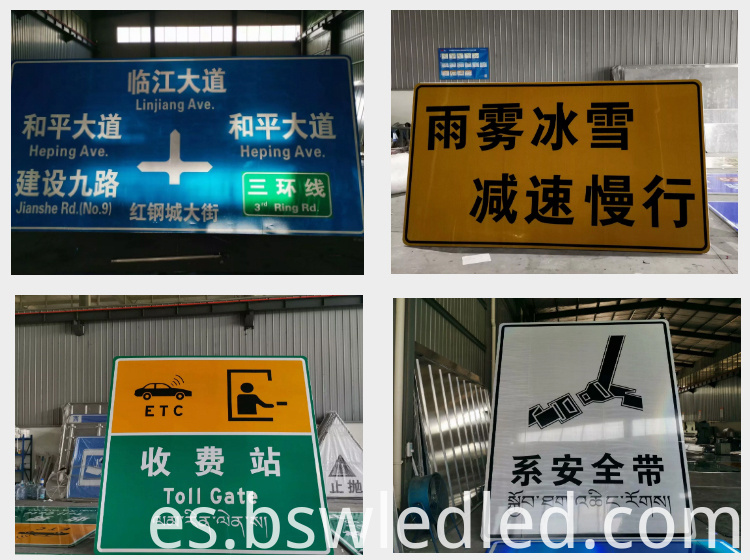 临江大道
Linjiang Ave.
和平大道 和平大道
Heping Ave. Heping Ave.
建设九路 三环线
Jianshe Rd.(No.9) 红钢城大街 3rd Ring Rd.
雨雾冰雪
减速慢行
ETC
收费站
Toll Gate
止抛
系安全带
es.bswledled.com